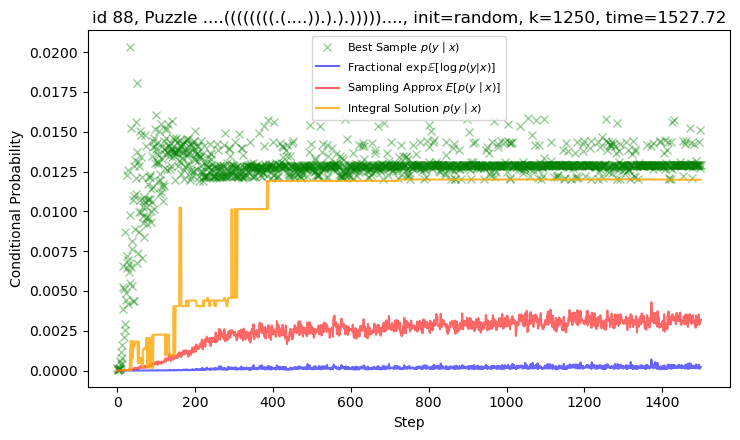 id 88, Puzzle ....((((((((.(....)).).).)))))...., init=random, k=1250, time=1527.72
Best Sample p(y | x)
Fractional exp𝔼[log p(y|x)]
Sampling Approx E[p(y | x)]
Integral Solution p(y | x)
Conditional Probability
0.0200
0.0175
0.0150
0.0125
0.0100
0.0075
0.0050
0.0025
0.0000
0 200 400 600 800 1000 1200 1400
Step